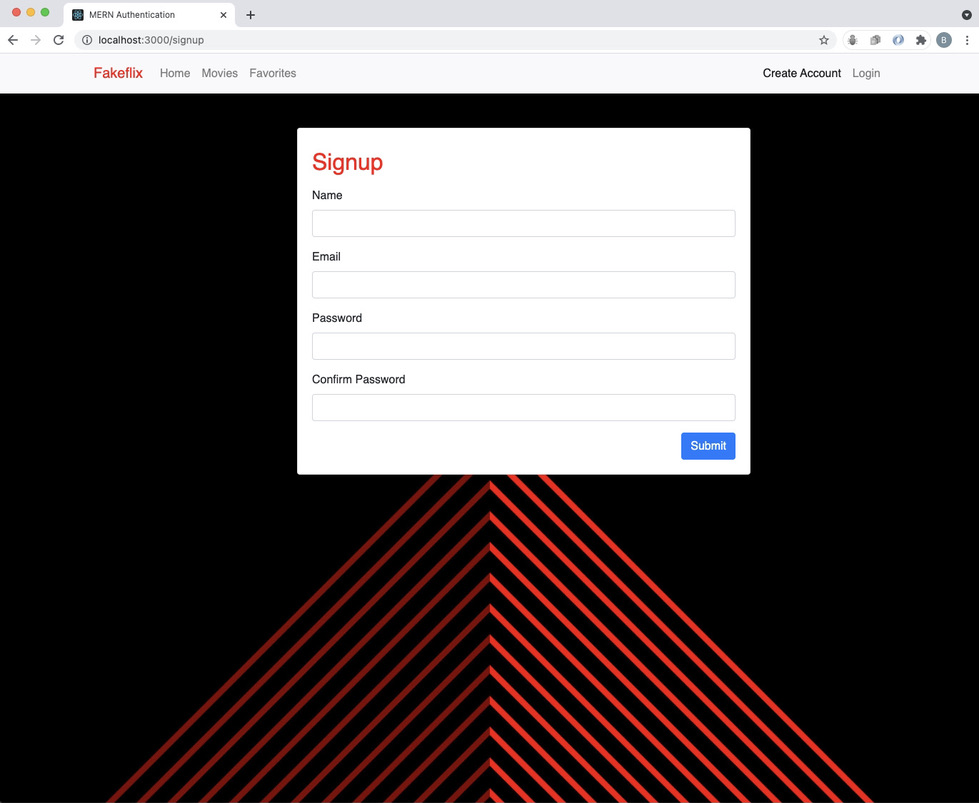 MERN Authentication
localhost:3000/signup
B
Fakeflix Home Movies Favorites Create Account Login
Signup
Name
Email
Password
Confirm Password
Submit